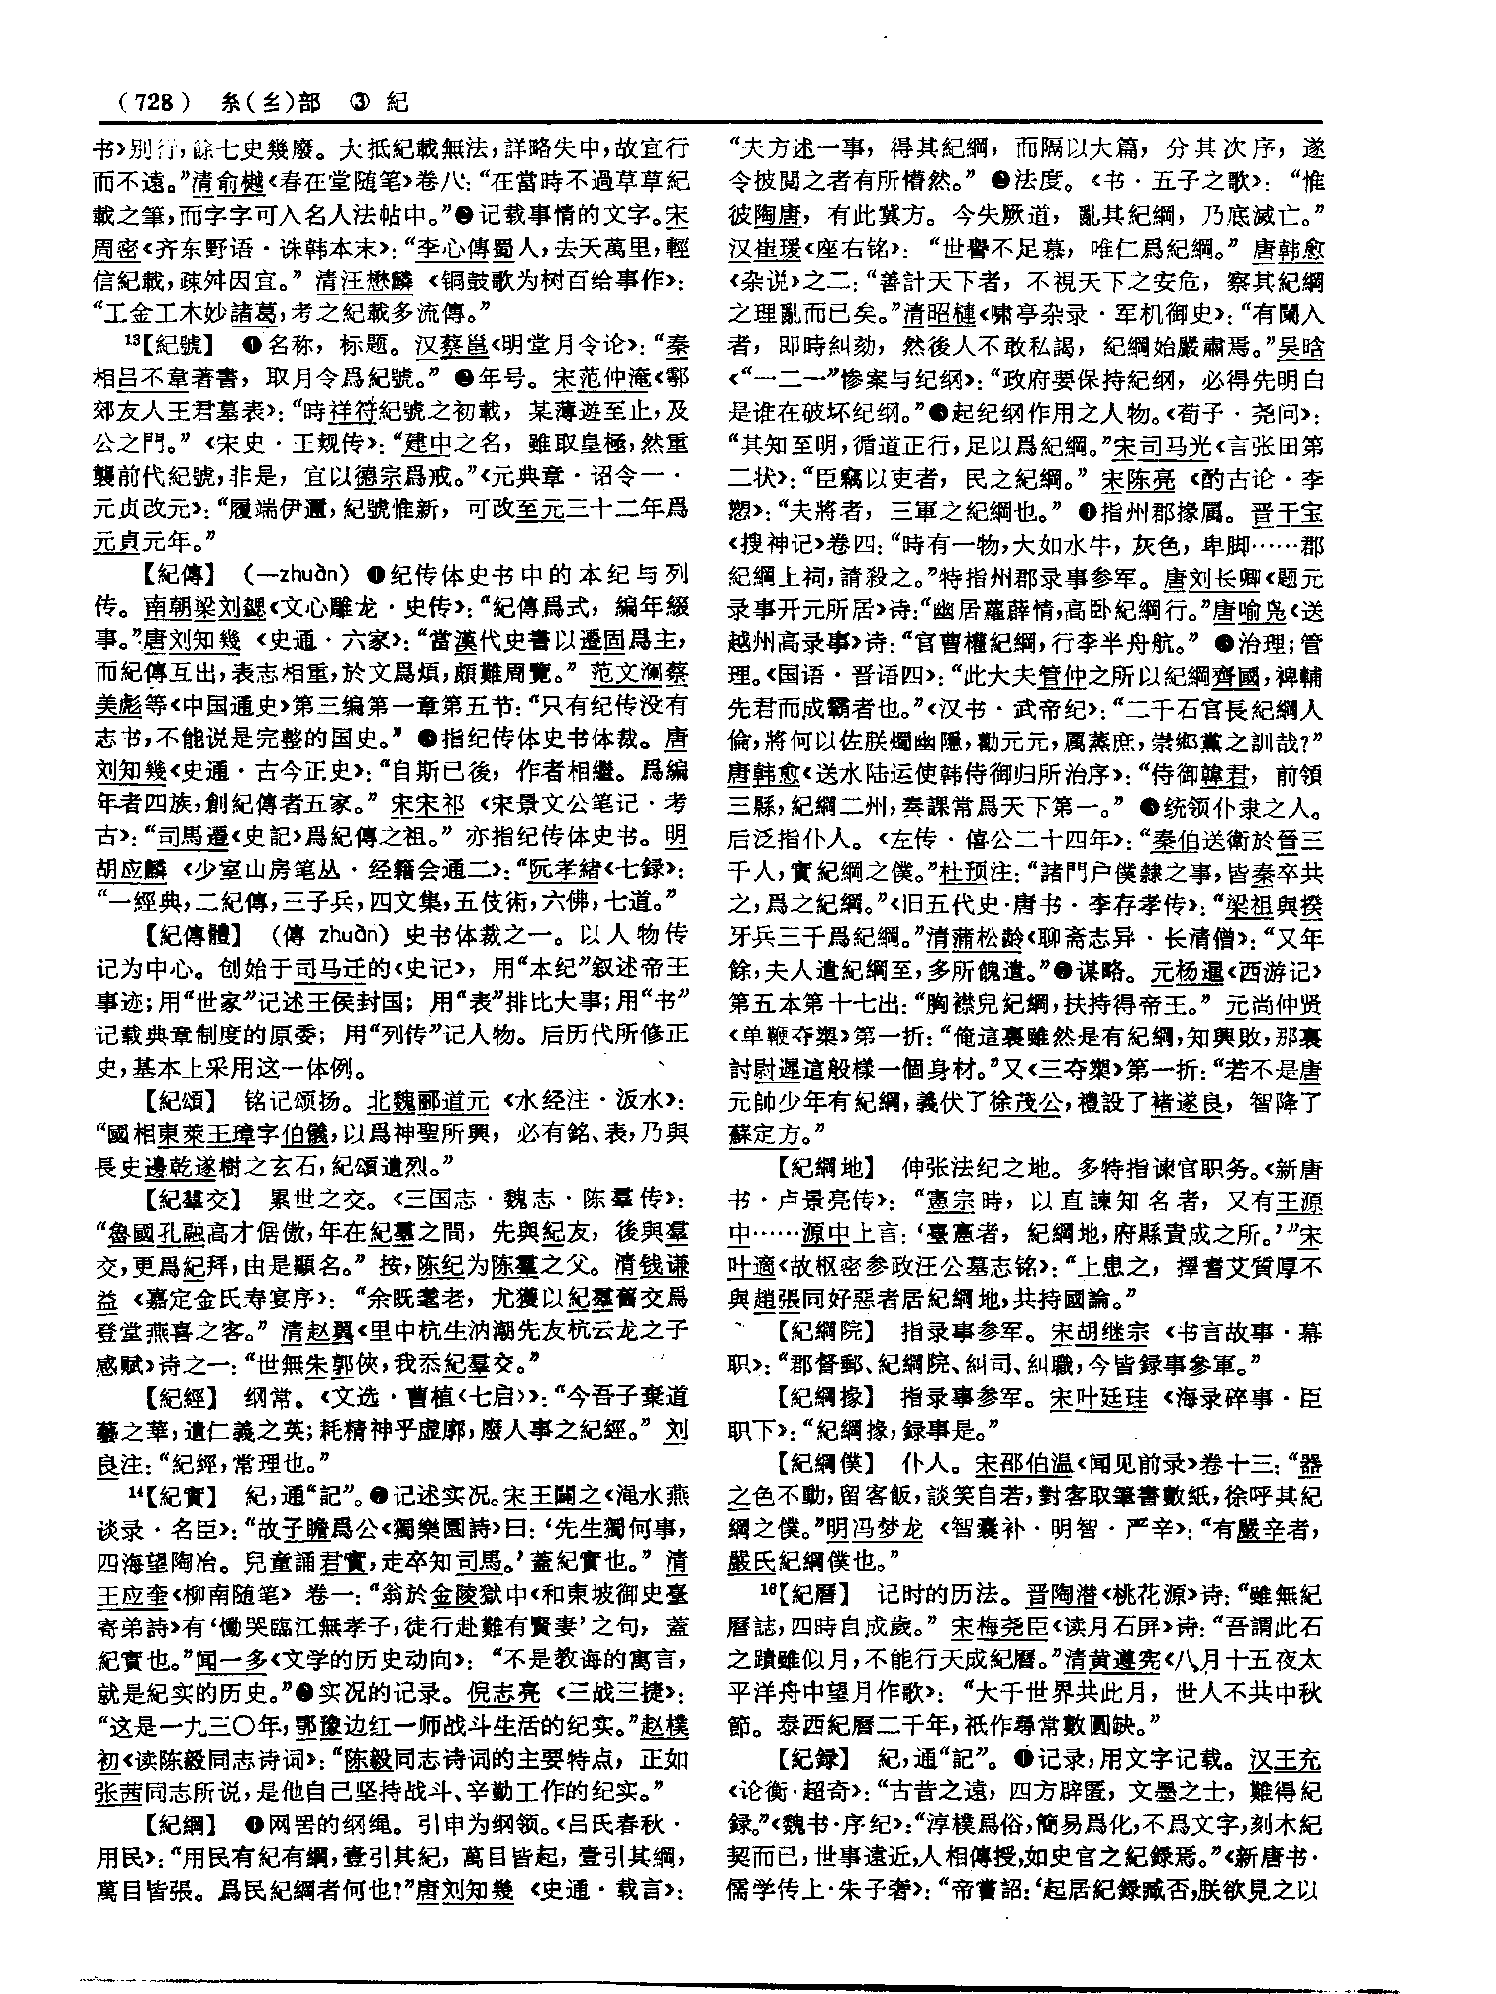 (728) 糸(纟)部 ③ 紀
书》别行，餘七史幾廢。大抵紀載無法，詳略失中，故宜行
而不遠。”清俞樾《春在堂随笔》卷八：“在當時不過草草紀
載之筆，而字字可入名人法帖中。”❷记载事情的文字。宋
周密《齐东野语·诛韩本末》：“李心傳蜀人，去天萬里，輕
信紀載，疎舛因宜。”清汪懋麟《铜鼓歌为树百给事作》：
“工金工木妙諸葛，考之紀載多流傳。”
13【紀號】 ❶名称，标题。汉蔡邕《明堂月令论》：“秦
相吕不韋著書，取月令爲紀號。”❷年号。宋范仲淹《鄠
郊友人王君墓表》：“時祥符紀號之初載，某薄遊至止，及
公之門。”《宋史·王觌传》：“建中之名，雖取皇極，然重
襲前代紀號，非是，宜以德宗爲戒。”《元典章·诏令一·
元贞改元》：“履端伊邇，紀號惟新，可改至元三十二年爲
元貞元年。”
【紀傳】 （—zhuàn）❶纪传体史书中的本纪与列
传。南朝梁刘勰《文心雕龙·史传》：“紀傳爲式，編年綴
事。”唐刘知幾《史通·六家》：“當漢代史書以遷固爲主，
而紀傳互出，表志相重，於文爲煩，頗難周覽。”范文澜蔡
美彪等《中国通史》第三编第一章第五节：“只有纪传没有
志书，不能说是完整的国史。”❷指纪传体史书体裁。唐
刘知幾《史通·古今正史》：“自斯已後，作者相繼。爲編
年者四族，創紀傳者五家。”宋宋祁《宋景文公笔记·考
古》：“司馬遷《史記》爲紀傳之祖。”亦指纪传体史书。明
胡应麟《少室山房笔丛·经籍会通二》：“阮孝緒《七録》：
“一經典，二紀傳，三子兵，四文集，五伎術，六佛，七道。”
【紀傳體】 （傳 zhuàn）史书体裁之一。以人物传
记为中心。创始于司马迁的《史记》，用“本纪”叙述帝王
事迹；用“世家”记述王侯封国；用“表”排比大事；用“书”
记载典章制度的原委；用“列传”记人物。后历代所修正
史，基本上采用这一体例。
【紀頌】 铭记颂扬。北魏郦道元《水经注·汳水》：
“國相東萊王璋字伯儀，以爲神聖所興，必有銘、表，乃與
長史邊乾遂樹之玄石，紀頌遺烈。”
【紀羣交】 累世之交。《三国志·魏志·陈羣传》：
“魯國孔融高才倨傲，年在紀羣之間，先與紀友，後與羣
交，更爲紀拜，由是顯名。”按，陈纪为陈羣之父。清钱谦
益《嘉定金氏寿宴序》：“余既耄老，尤獲以紀羣舊交爲
登堂燕喜之客。”清赵翼《里中杭生汭潮先友杭云龙之子
感赋》诗之一：“世無朱郭俠，我忝紀羣交。”
【紀經】 纲常。《文选·曹植〈七启〉》：“今吾子棄道
藝之華，遺仁義之英；耗精神乎虚廓，廢人事之紀經。”刘
良注：“紀經，常理也。”
14【紀實】 紀，通“記”。❶记述实况。宋王闢之《渑水燕
谈录·名臣》：“故子瞻爲公《獨樂園詩》曰：‘先生獨何事，
四海望陶冶。兒童誦君實，走卒知司馬。’蓋紀實也。”清
王应奎《柳南随笔》卷一：“翁於金陵獄中《和東坡御史臺
寄弟詩》有‘慟哭臨江無孝子，徒行赴難有賢妻’之句，蓋
紀實也。”闻一多《文学的历史动向》：“不是教诲的寓言，
就是紀实的历史。”❷实况的记录。倪志亮《三战三捷》：
“这是一九三〇年，鄂豫边红一师战斗生活的纪实。”赵樸
初《读陈毅同志诗词》：“陈毅同志诗词的主要特点，正如
张茜同志所说，是他自己坚持战斗、辛勤工作的纪实。”
【紀綱】 ❶网罟的纲绳。引申为纲领。《吕氏春秋·
用民》：“用民有紀有綱，壹引其紀，萬目皆起，壹引其綱，
萬目皆張。爲民紀綱者何也？”唐刘知幾《史通·载言》：
“夫方述一事，得其紀綱，而隔以大篇，分其次序，遂
令披閲之者有所懵然。”❷法度。《书·五子之歌》：“惟
彼陶唐，有此冀方。今失厥道，亂其紀綱，乃底滅亡。”
汉崔瑗《座右铭》：“世譽不足慕，唯仁爲紀綱。”唐韩愈
《杂说》之二：“善計天下者，不視天下之安危，察其紀綱
之理亂而已矣。”清昭梿《啸亭杂录·军机御史》：“有闌入
者，即時糾劾，然後人不敢私謁，紀綱始嚴肅焉。”吴晗
《“一二一”惨案与纪纲》：“政府要保持紀纲，必得先明白
是谁在破坏纪纲。”❸起纪纲作用之人物。《荀子·尧问》：
“其知至明，循道正行，足以爲紀綱。”宋司马光《言张田第
二状》：“臣竊以吏者，民之紀綱。”宋陈亮《酌古论·李
愬》：“夫將者，三軍之紀綱也。”❹指州郡掾属。晋干宝
《搜神记》卷四：“時有一物，大如水牛，灰色，卑脚……郡
紀綱上祠，請殺之。”特指州郡录事参军。唐刘长卿《题元
录事开元所居》诗：“幽居蘿薜情，高卧紀綱行。”唐喻凫《送
越州高录事》诗：“官曹權紀綱，行李半舟航。”❺治理；管
理。《国语·晋语四》：“此大夫管仲之所以紀綱齊國，裨輔
先君而成霸者也。”《汉书·武帝纪》：“二千石官長紀綱人
倫，將何以佐朕燭幽隱，勸元元，厲蒸庶，崇鄉黨之訓哉？”
唐韩愈《送水陆运使韩侍御归所治序》：“侍御韓君，前領
三縣，紀綱二州，奏課常爲天下第一。”❻统领仆隶之人。
后泛指仆人。《左传·僖公二十四年》：“秦伯送衛於晉三
千人，實紀綱之僕。”杜预注：“諸門户僕隸之事，皆秦卒共
之，爲之紀綱。”《旧五代史·唐书·李存孝传》：“梁祖與揆
牙兵三千爲紀綱。”清蒲松龄《聊斋志异·长清僧》：“又年
餘，夫人遣紀綱至，多所餽遺。”❼谋略。元杨暹《西游记》
第五本第十七出：“胸襟兒紀綱，扶持得帝王。”元尚仲贤
《单鞭夺槊》第一折：“俺這裏雖然是有紀綱，知興敗，那裏
討尉遲這般樣一個身材。”又《三夺槊》第一折：“若不是唐
元帥少年有紀綱，義伏了徐茂公，禮設了褚遂良，智降了
蘇定方。”
【紀綱地】 伸张法纪之地。多特指谏官职务。《新唐
书·卢景亮传》：“憲宗時，以直諫知名者，又有王源
中……源中上言：‘臺憲者，紀綱地，府縣責成之所。’”宋
叶適《故枢密参政汪公墓志铭》：“上患之，擇耆艾質厚不
與趙張同好惡者居紀綱地，共持國論。”
【紀綱院】 指录事参军。宋胡继宗《书言故事·幕
职》：“郡督郵、紀綱院、糾司、糾職，今皆録事參軍。”
【紀綱掾】 指录事参军。宋叶廷珪《海录碎事·臣
职下》：“紀綱掾，録事是。”
【紀綱僕】 仆人。宋邵伯温《闻见前录》卷十三：“器
之色不動，留客飯，談笑自若，對客取筆書數紙，徐呼其紀
綱之僕。”明冯梦龙《智囊补·明智·严辛》：“有嚴辛者，
嚴氏紀綱僕也。”
16【紀曆】 记时的历法。晋陶潜《桃花源》诗：“雖無紀
曆誌，四時自成歲。”宋梅尧臣《读月石屏》诗：“吾謂此石
之蹟雖似月，不能行天成紀曆。”清黄遵宪《八月十五夜太
平洋舟中望月作歌》：“大千世界共此月，世人不共中秋
節。泰西紀曆二千年，祇作尋常數圓缺。”
【紀録】 紀，通“記”。❶记录，用文字记载。汉王充
《论衡·超奇》：“古昔之遠，四方辟匿，文墨之士，難得紀
録。”《魏书·序纪》：“淳樸爲俗，簡易爲化，不爲文字，刻木紀
契而已，世事遠近，人相傳授，如史官之紀録焉。”《新唐书·
儒学传上·朱子奢》：“帝嘗詔：‘起居紀録臧否，朕欲見之以